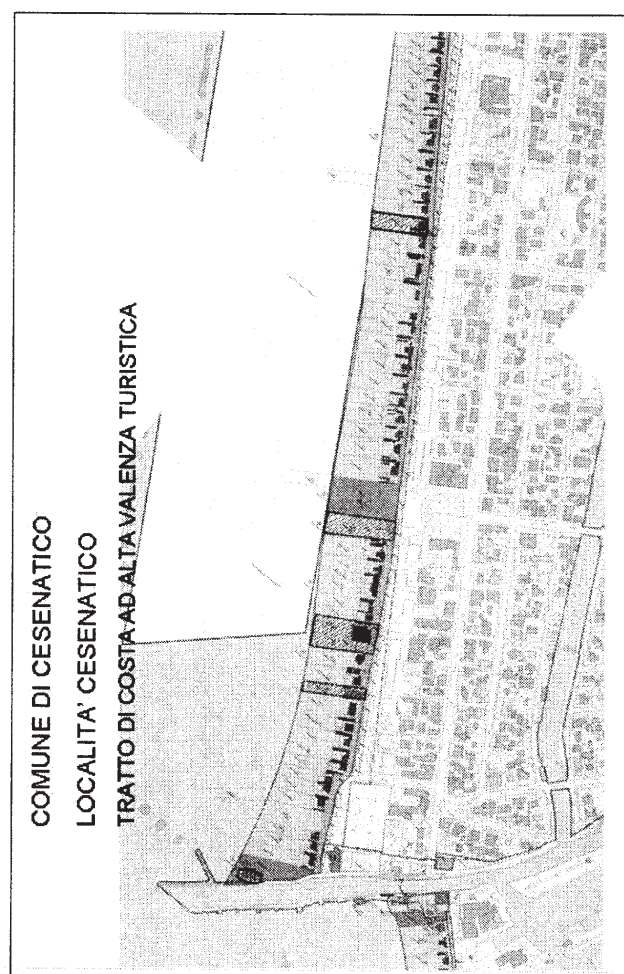 COMUNE DI CESENATICO
LOCALITA' CESENATICO
TRATTO DI COSTA AD ALTA VALENZA TURISTICA